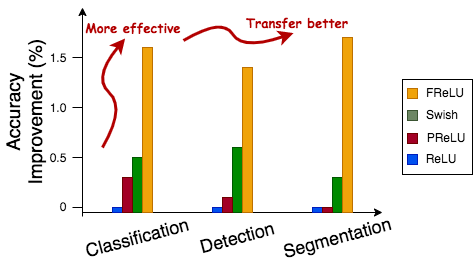 More effective
Transfer better
Accuracy
Improvement (%)
1.5
1.0
0.5
0
Classification
Detection
Segmentation
FReLU
Swish
PReLU
ReLU